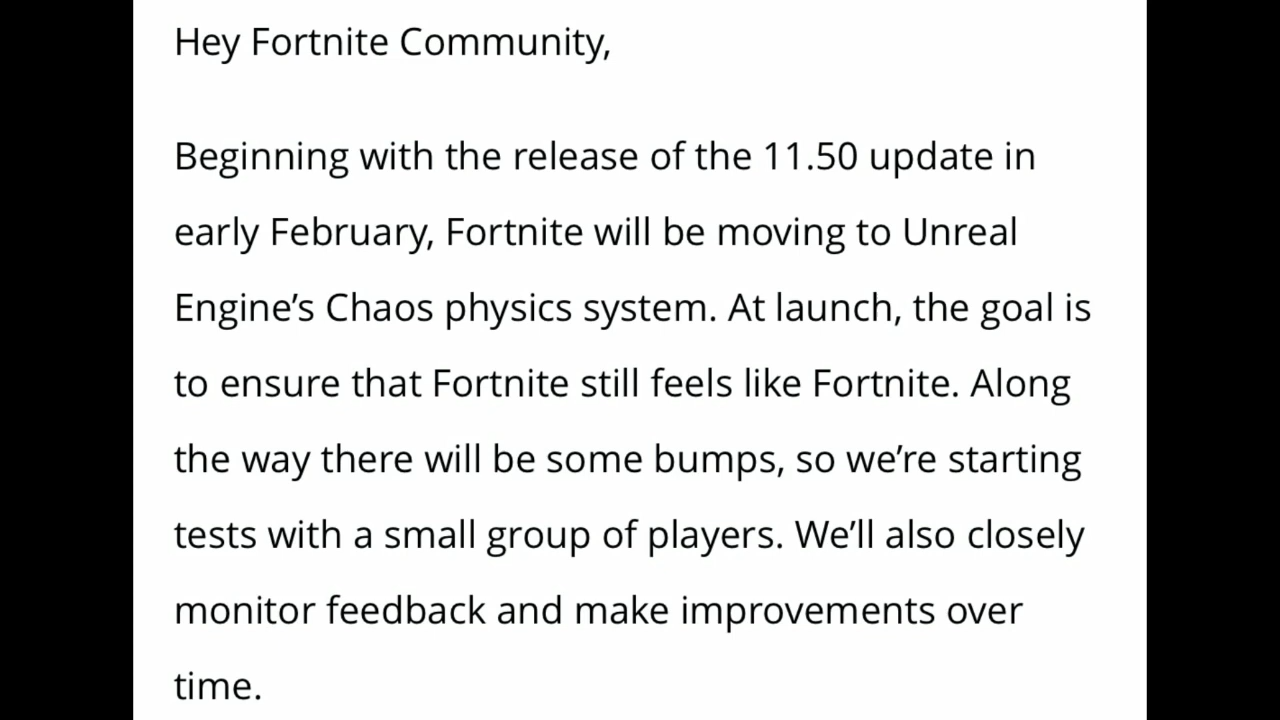 Hey Fortnite Community,
Beginning with the release of the 11.50 update in
early February, Fortnite will be moving to Unreal
Engine’s Chaos physics system. At launch, the goal is
to ensure that Fortnite still feels like Fortnite. Along
the way there will be some bumps, so we’re starting
tests with a small group of players. We’ll also closely
monitor feedback and make improvements over
time.